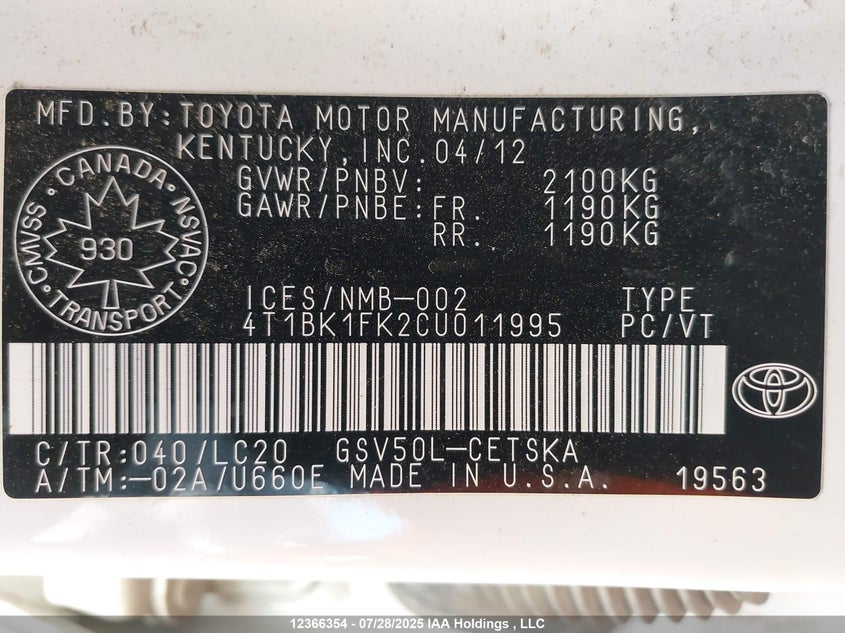 MFD.BY:TOYOTA MOTOR MANUFACTURING,
KENTUCKY,INC.04/12
GVWR/PNBV: 2100KG
GAWR/PNBE:FR. 1190KG
RR. 1190KG
CANADA
CMVSS NSVAC
930
TRANSPORT
ICES/NMB-002 TYPE
4T1BK1FK2CU011995 PC/VT
C/TR:040/LC20 GSV50L-CETSKA
A/TM:-02A/U660E MADE IN U.S.A. 19563
12366354 - 07/28/2025 IAA Holdings , LLC